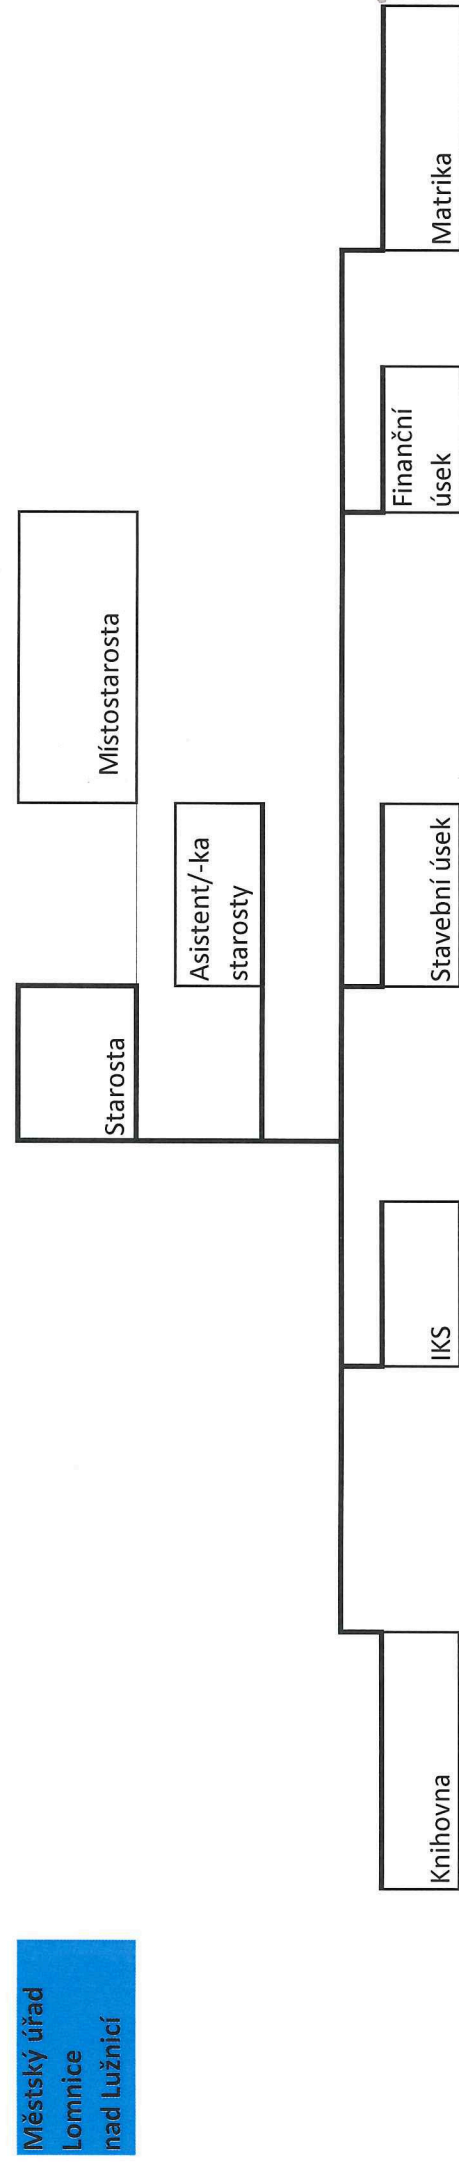 Městský úřad
Lomnice
nad Lužnicí
Starosta
Místostarosta
Asistent/-ka
starosty
Knihovna
IKS
Stavební úsek
Finanční
úsek
Matrika